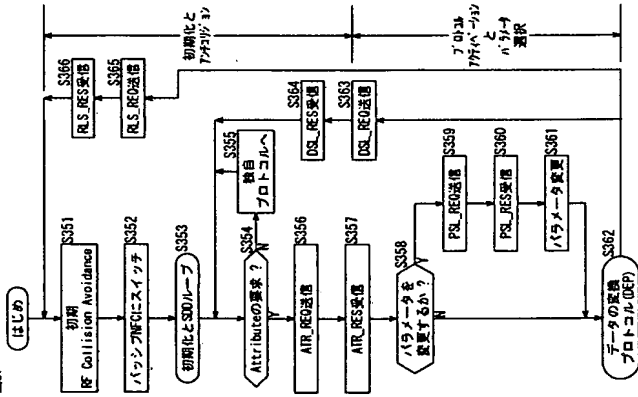 はじめ
S351
初期
RF Collision Avoidance
S352
パッシブNFCにスイッチ
S353
初期化とSDDループ
S354
Attributeの要求?
N
Y
S355
独自
プロトコルへ
S356
ATR_REQ送信
S357
ATR_RES受信
S358
パラメータを
変更するか?
Y
N
S359
PSL_REQ送信
S360
PSL_RES受信
S361
パラメータ変更
S362
データの変換
プロトコル(DEP)
S363
DSL_REQ送信
S364
DSL_RES受信
S365
RLS_REQ送信
S366
RLS_RES受信
初期化と
アンチコリジョン
プロトコル
アクティベーション
と
パラメータ
選択